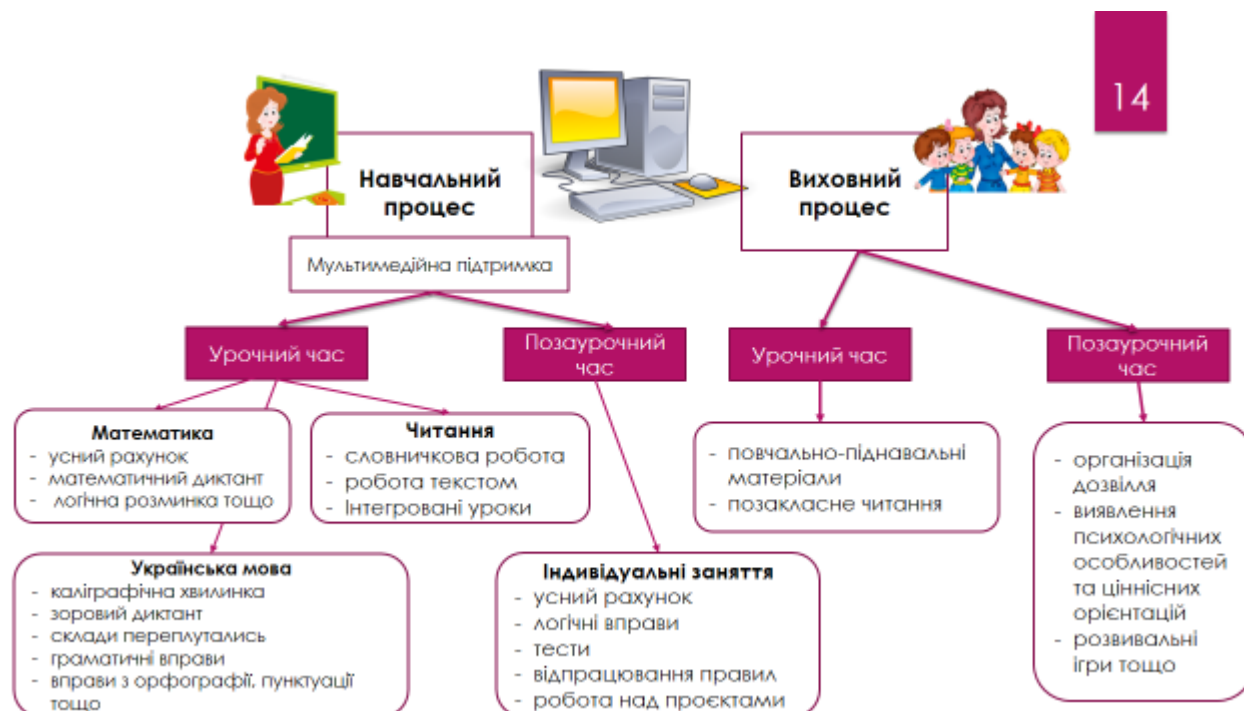 14
Навчальний
процес
Виховний
процес
Мультимедійна підтримка
Урочний час
Позаурочний
час
Урочний час
Позаурочний
час
Математика
- усний рахунок
- математичний диктант
- логічна розминка тощо
Читання
- словничкова робота
- робота текстом
- Інтегровані уроки
- повчально-піднавальні
матеріали
- позакласне читання
- організація
дозвілля
- виявлення
психологічних
особливостей
та ціннісних
орієнтацій
- розвивальні
ігри тощо
Українська мова
- каліграфічна хвилинка
- зоровий диктант
- склади переплутались
- граматичні вправи
- вправи з орфографії, пунктуації
тощо
Індивідуальні заняття
- усний рахунок
- логічні вправи
- тести
- відпрацювання правил
- робота над проєктами